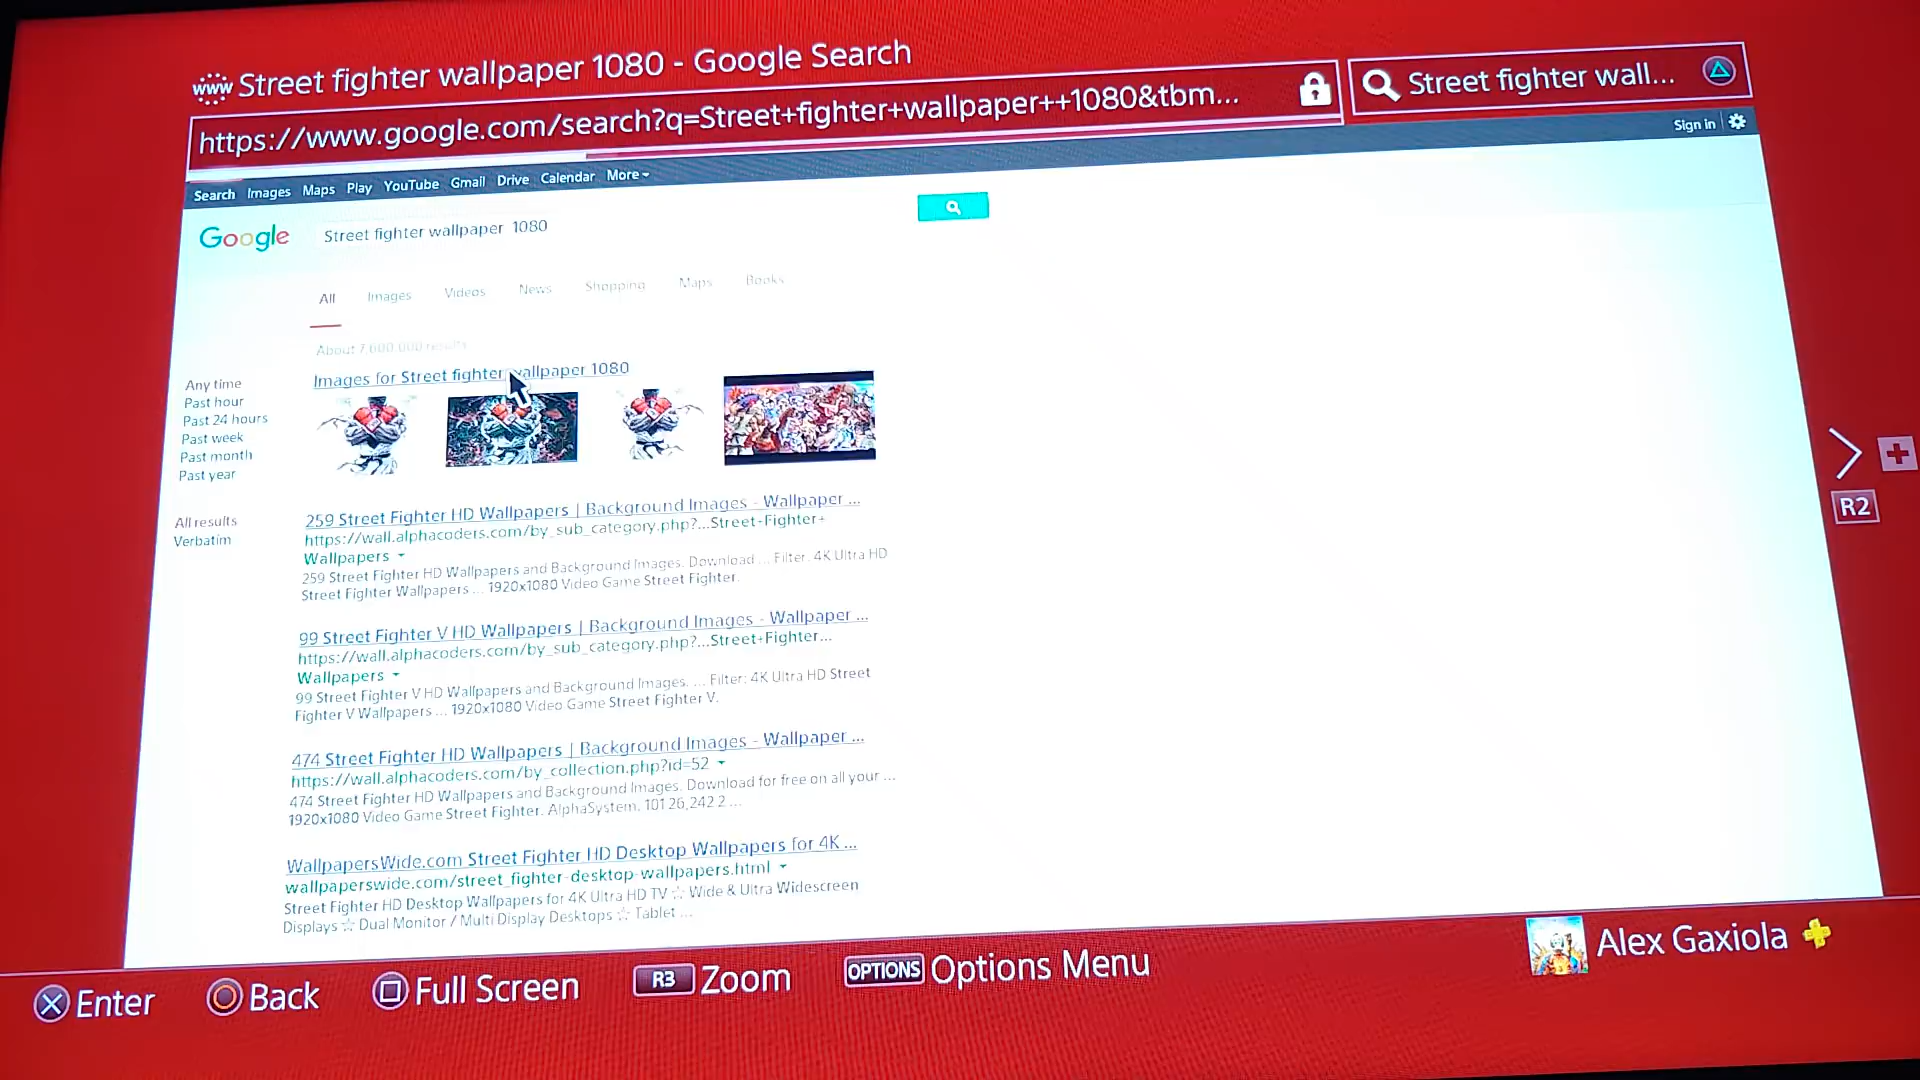 www Street fighter wallpaper 1080 - Google Search
https://www.google.com/search?q=Street+fighter+wallpaper++1080&tbm...
Street fighter wall...
Sign in
Search Images Maps Play YouTube Gmail Drive Calendar More
Google
Street fighter wallpaper 1080
All Images Videos News Shopping Maps Books
About 7,600,000 results
Any time
Past hour
Past 24 hours
Past week
Past month
Past year
All results
Verbatim
Images for Street fighter wallpaper 1080
259 Street Fighter HD Wallpapers | Background Images - Wallpaper ...
https://wall.alphacoders.com/by_sub_category.php?...Street+Fighter+
Wallpapers
259 Street Fighter HD Wallpapers and Background Images. Download ... Filter: 4K Ultra HD
Street Fighter Wallpapers ... 1920x1080 Video Game Street Fighter.
99 Street Fighter V HD Wallpapers | Background Images - Wallpaper ...
https://wall.alphacoders.com/by_sub_category.php?...Street+Fighter...
Wallpapers
99 Street Fighter V HD Wallpapers and Background Images. ... Filter: 4K Ultra HD Street
Fighter V Wallpapers ... 1920x1080 Video Game Street Fighter V.
474 Street Fighter HD Wallpapers | Background Images - Wallpaper ...
https://wall.alphacoders.com/by_collection.php?id=52
474 Street Fighter HD Wallpapers and Background Images. Download for free on all your ...
1920x1080 Video Game Street Fighter. AlphaSystem. 101 26,242 2 ...
WallpapersWide.com Street Fighter HD Desktop Wallpapers for 4K ...
wallpaperswide.com/street_fighter-desktop-wallpapers.html
Street Fighter HD Desktop Wallpapers for 4K Ultra HD TV ☆ Wide & Ultra Widescreen
Displays ☆ Dual Monitor / Multi Display Desktops ☆ Tablet ...
R2
Alex Gaxiola
Enter Back Full Screen R3 Zoom OPTIONS Options Menu